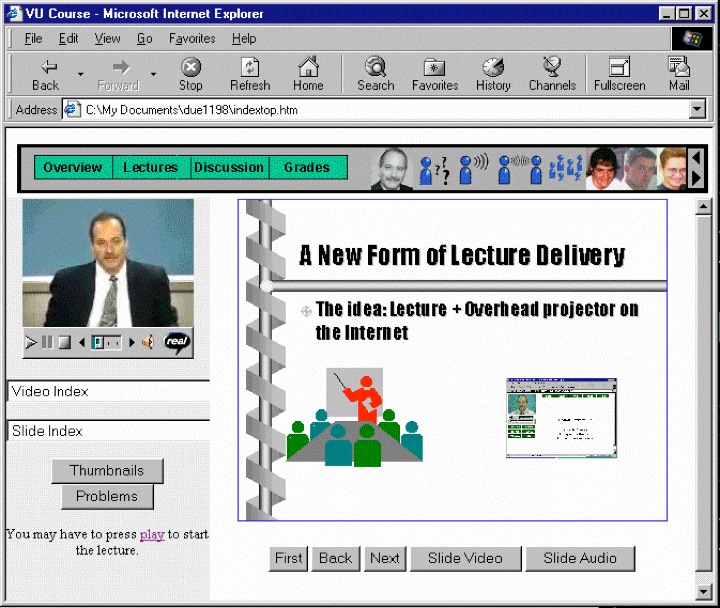 VU Course - Microsoft Internet Explorer
File Edit View Go Favorites Help
Back Forward Stop Refresh Home Search Favorites History Channels Fullscreen Mail
Address C:\My Documents\due1198\indextop.htm
Overview Lectures Discussion Grades
? ? ?
A New Form of Lecture Delivery
The idea: Lecture + Overhead projector on
the Internet
real
Video Index
Slide Index
Thumbnails
Problems
You may have to press play to start
the lecture.
First Back Next Slide Video Slide Audio